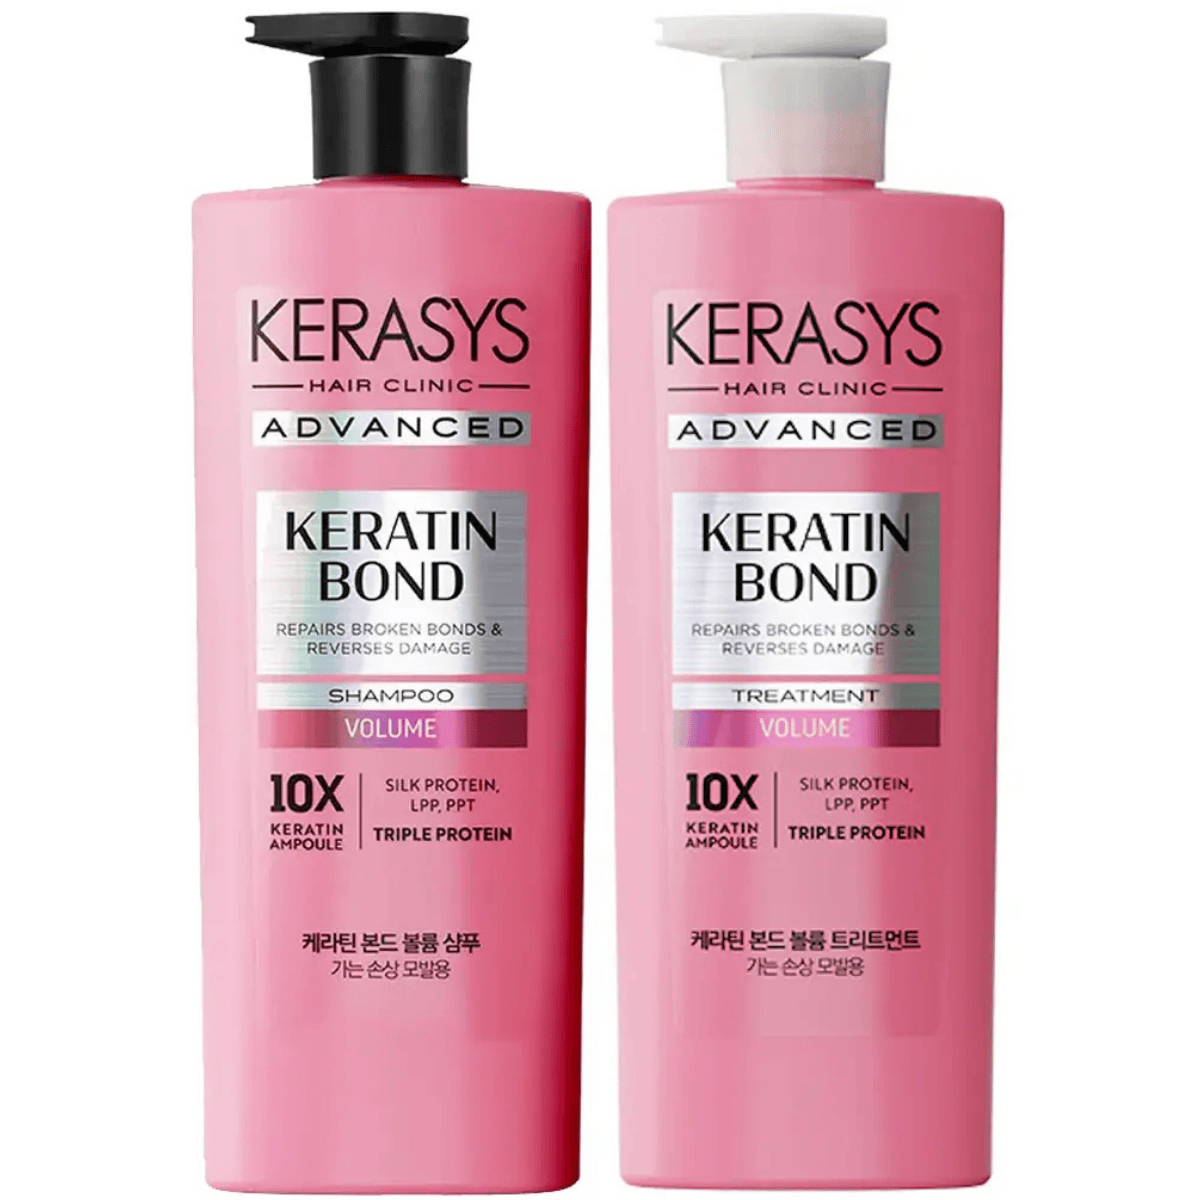 KERASYS
HAIR CLINIC
ADVANCED
KERATIN
BOND
REPAIRS BROKEN BONDS &
REVERSES DAMAGE
SHAMPOO
VOLUME
10X
KERATIN
AMPOULE
SILK PROTEIN,
LPP, PPT
TRIPLE PROTEIN
케라틴 본드 볼륨 샴푸
가는 손상 모발용
KERASYS
HAIR CLINIC
ADVANCED
KERATIN
BOND
REPAIRS BROKEN BONDS &
REVERSES DAMAGE
TREATMENT
VOLUME
10X
KERATIN
AMPOULE
SILK PROTEIN,
LPP, PPT
TRIPLE PROTEIN
케라틴 본드 볼륨 트리트먼트
가는 손상 모발용